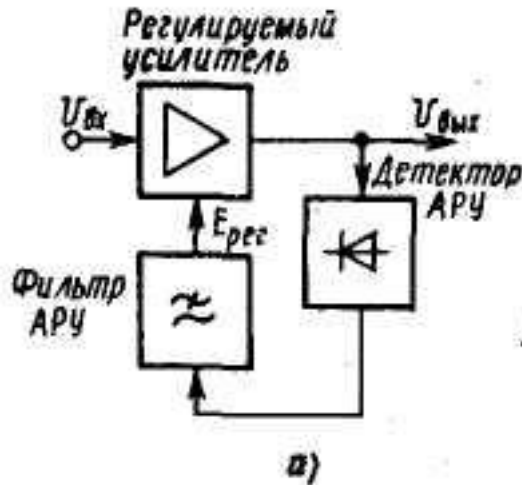 Регулируемый
усилитель
Uвх
Uвых
Детектор
АРУ
Eрег
Фильтр
АРУ
а)